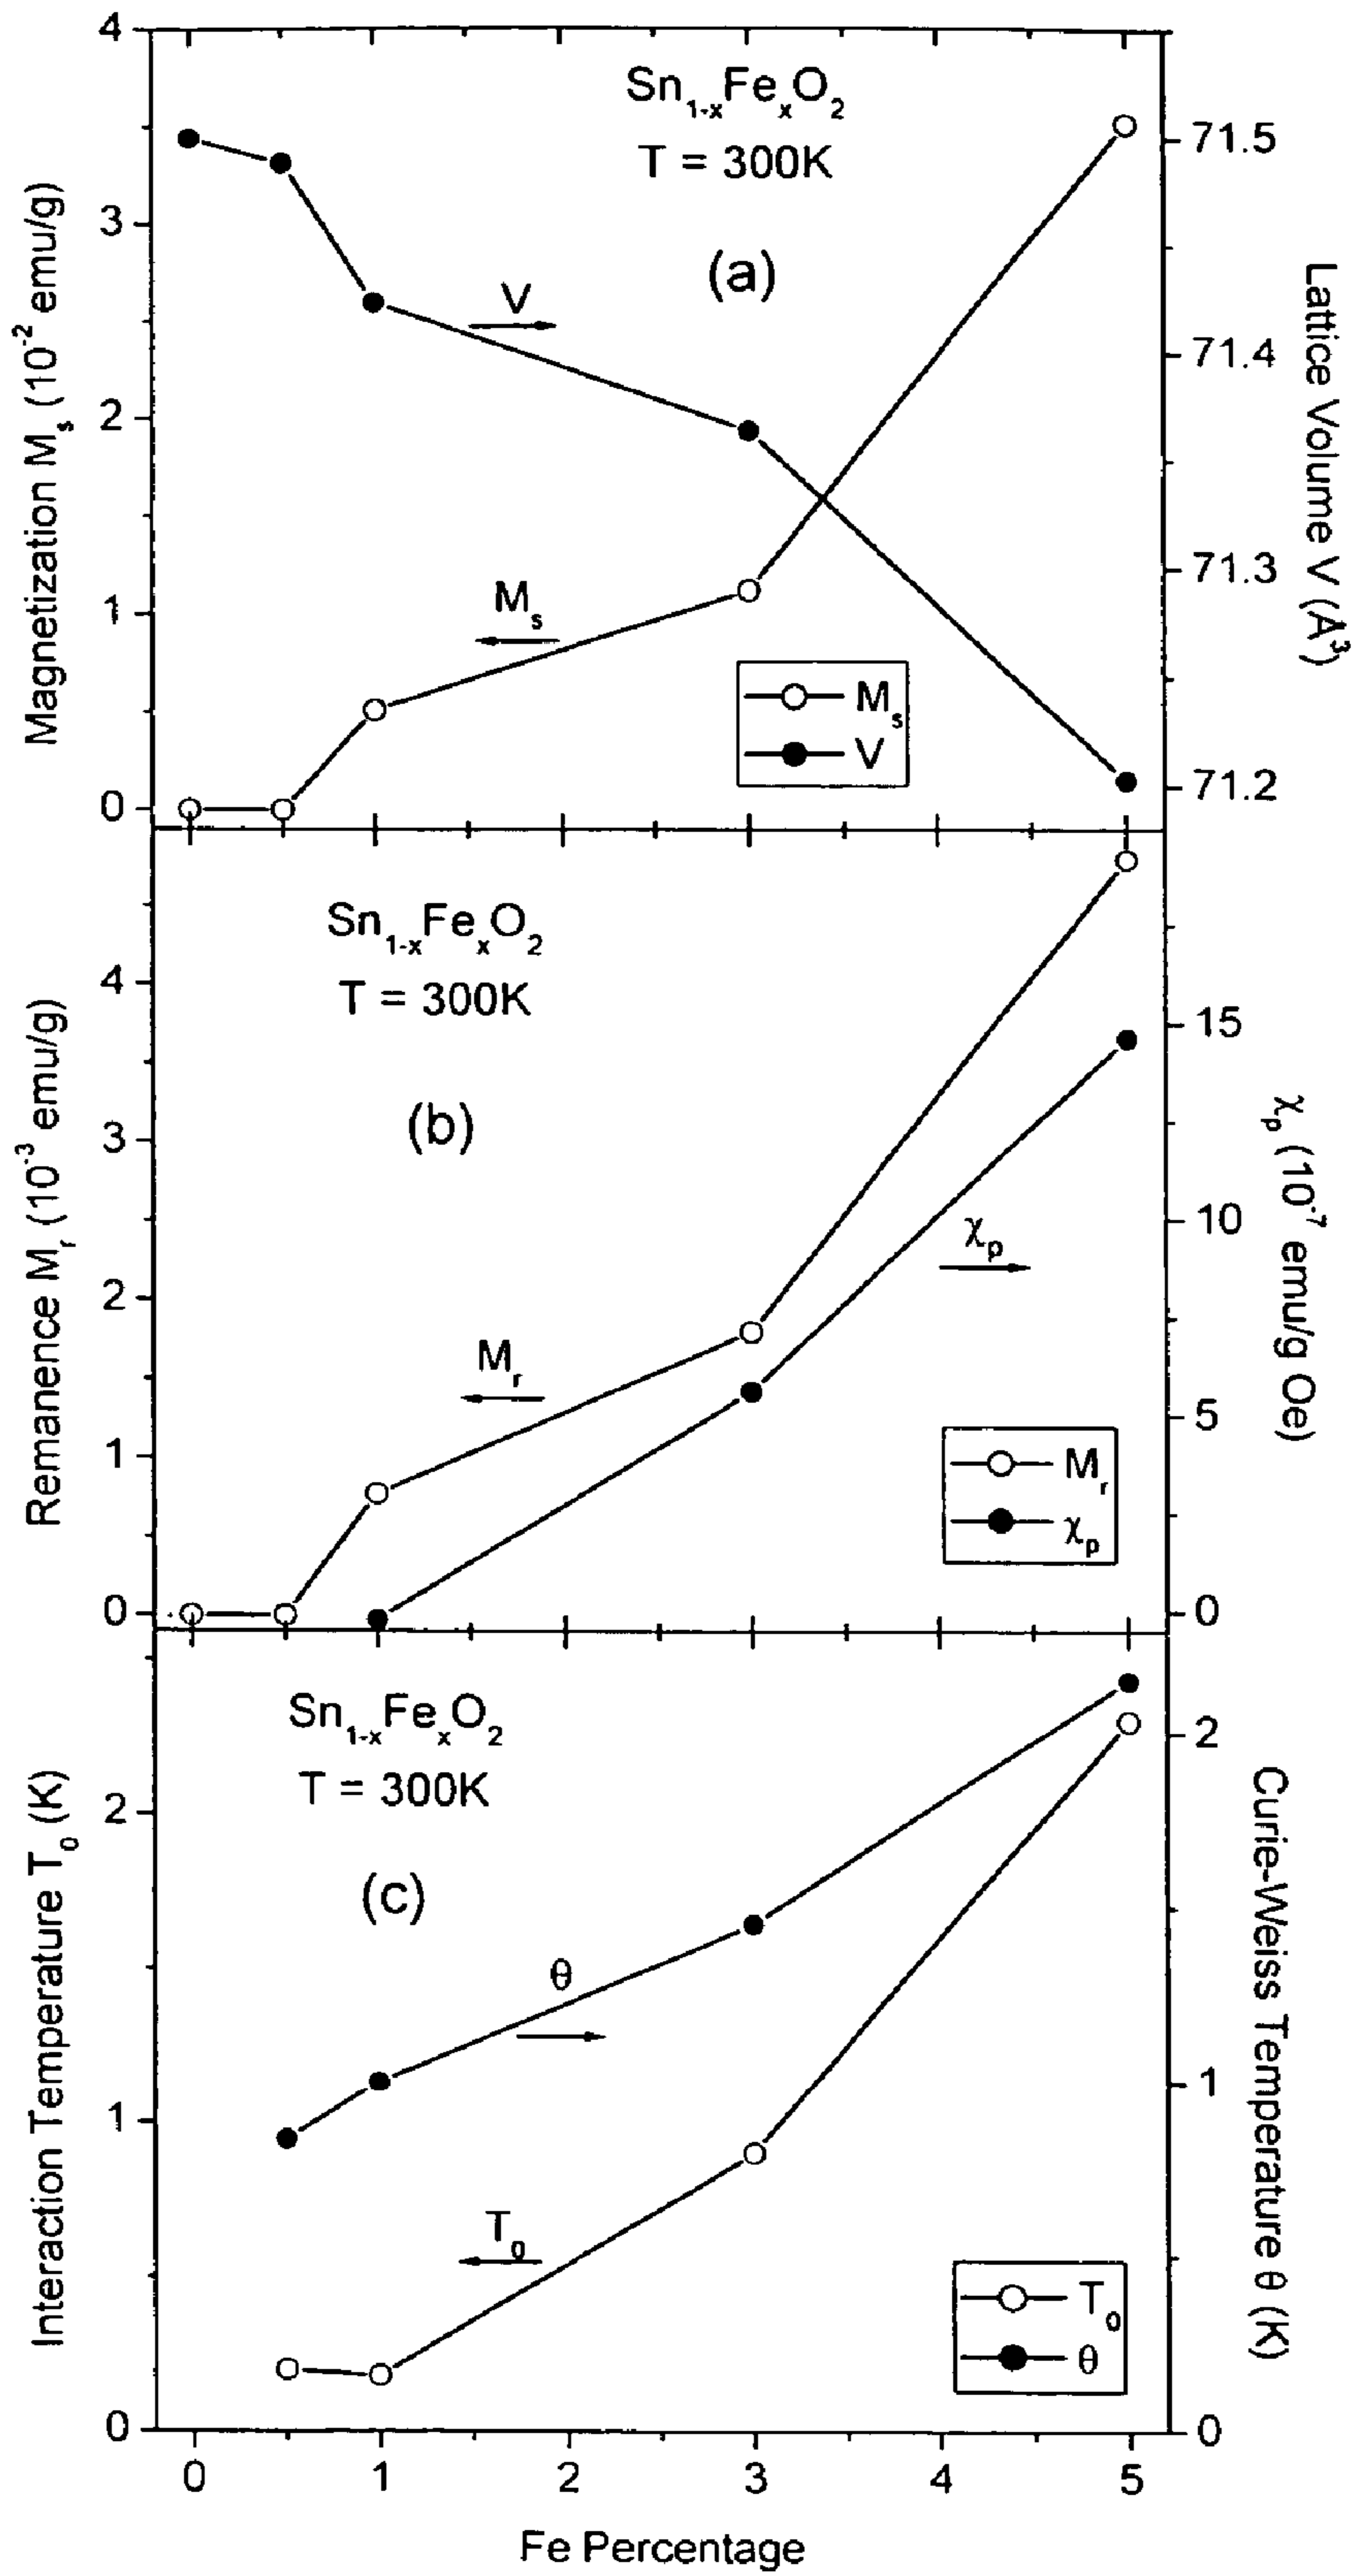 4
3
2
1
0
Magnetization Mₛ (10⁻² emu/g)
Sn₁₋ₓFeₓO₂
T = 300K
(a)
V
Mₛ
Mₛ
V
71.5
71.4
71.3
71.2
Lattice Volume V (Å³)
4
3
2
1
0
Remanence Mᵣ (10⁻³ emu/g)
Sn₁₋ₓFeₓO₂
T = 300K
(b)
χₚ
Mᵣ
Mᵣ
χₚ
15
10
5
0
χₚ (10⁻⁷ emu/g Oe)
2
1
0
Interaction Temperature T₀ (K)
Sn₁₋ₓFeₓO₂
T = 300K
(c)
θ
T₀
T₀
θ
2
1
0
Curie-Weiss Temperature θ (K)
0 1 2 3 4 5
Fe Percentage